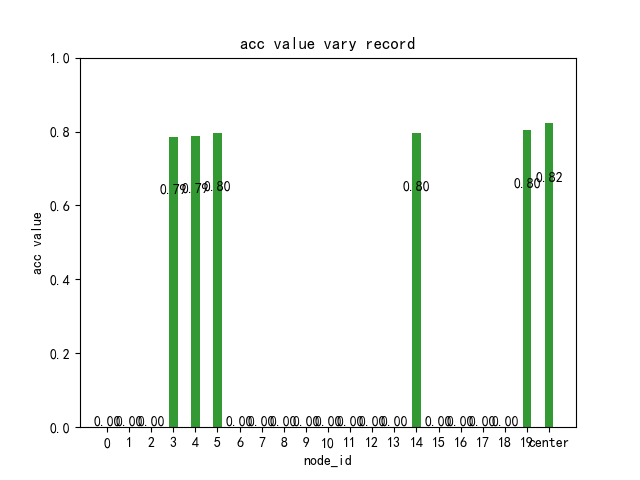 acc value vary record
1.0
0.8
0.6
0.4
0.2
0.0
acc value
0.79 0.79 0.80 0.80 0.80 0.82
0.00 0.00 0.00 0.00 0.00 0.00 0.00 0.00 0.00 0.00 0.00 0.00 0.00 0.00 0.00
0 1 2 3 4 5 6 7 8 9 10 11 12 13 14 15 16 17 18 19 center
node_id